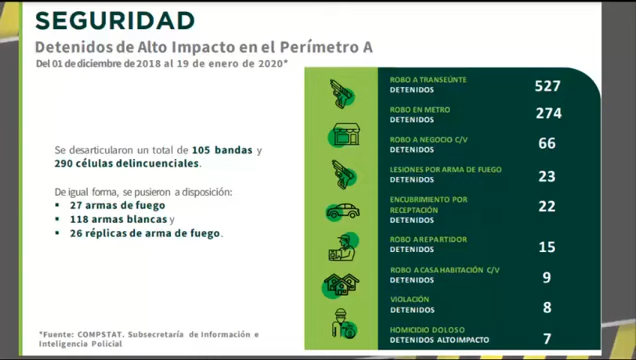 SEGURIDAD
Detenidos de Alto Impacto en el Perímetro A
Del 01 de diciembre de 2018 al 19 de enero de 2020*
Se desarticularon un total de 105 bandas y
290 células delincuenciales.
De igual forma, se pusieron a disposición:
▪ 27 armas de fuego
▪ 118 armas blancas y
▪ 26 réplicas de arma de fuego.
ROBO A TRANSEÚNTE
DETENIDOS 527
ROBO EN METRO
DETENIDOS 274
ROBO A NEGOCIO C/V
DETENIDOS 66
LESIONES POR ARMA DE FUEGO
DETENIDOS 23
ENCUBRIMIENTO POR
RECEPTACIÓN
DETENIDOS 22
ROBO A REPARTIDOR
DETENIDOS 15
ROBO A CASA HABITACIÓN C/V
DETENIDOS 9
VIOLACIÓN
DETENIDOS 8
HOMICIDIO DOLOSO
DETENIDOS ALTO IMPACTO 7
*Fuente: COMPSTAT. Subsecretaría de Información e
Inteligencia Policial